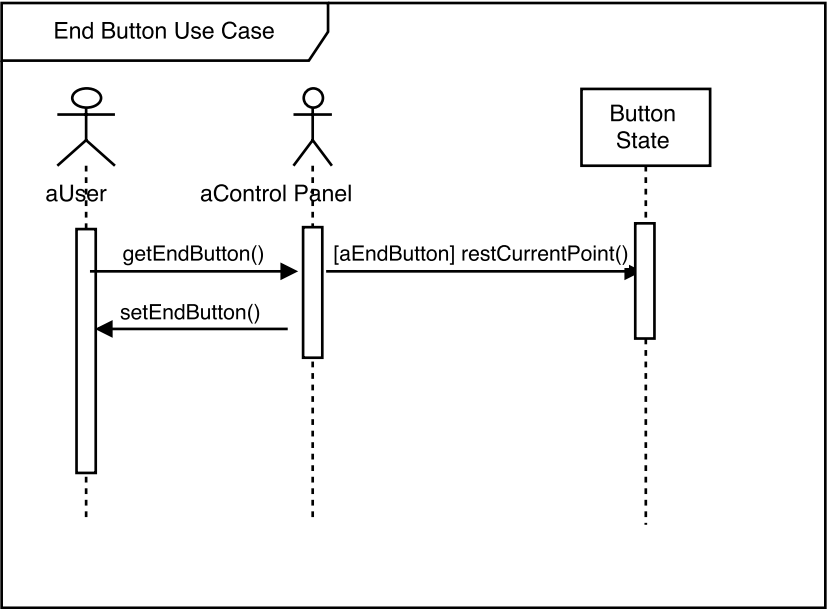 End Button Use Case
Button
State
aUser
aControl Panel
getEndButton()
[aEndButton] restCurrentPoint()
setEndButton()